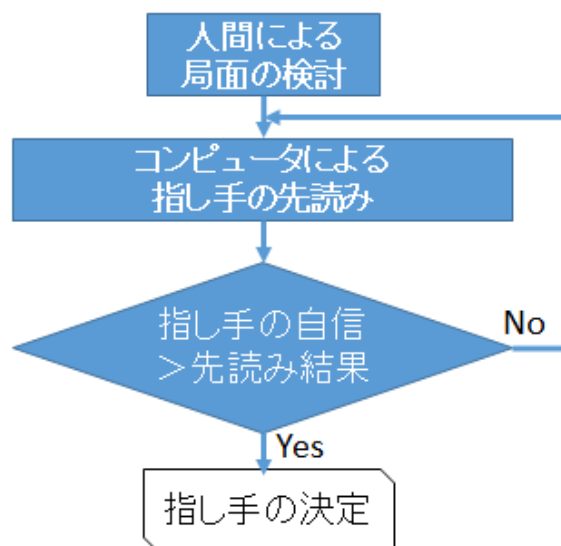 人間による
局面の検討
コンピュータによる
指し手の先読み
指し手の自信
＞先読み結果
No
Yes
指し手の決定